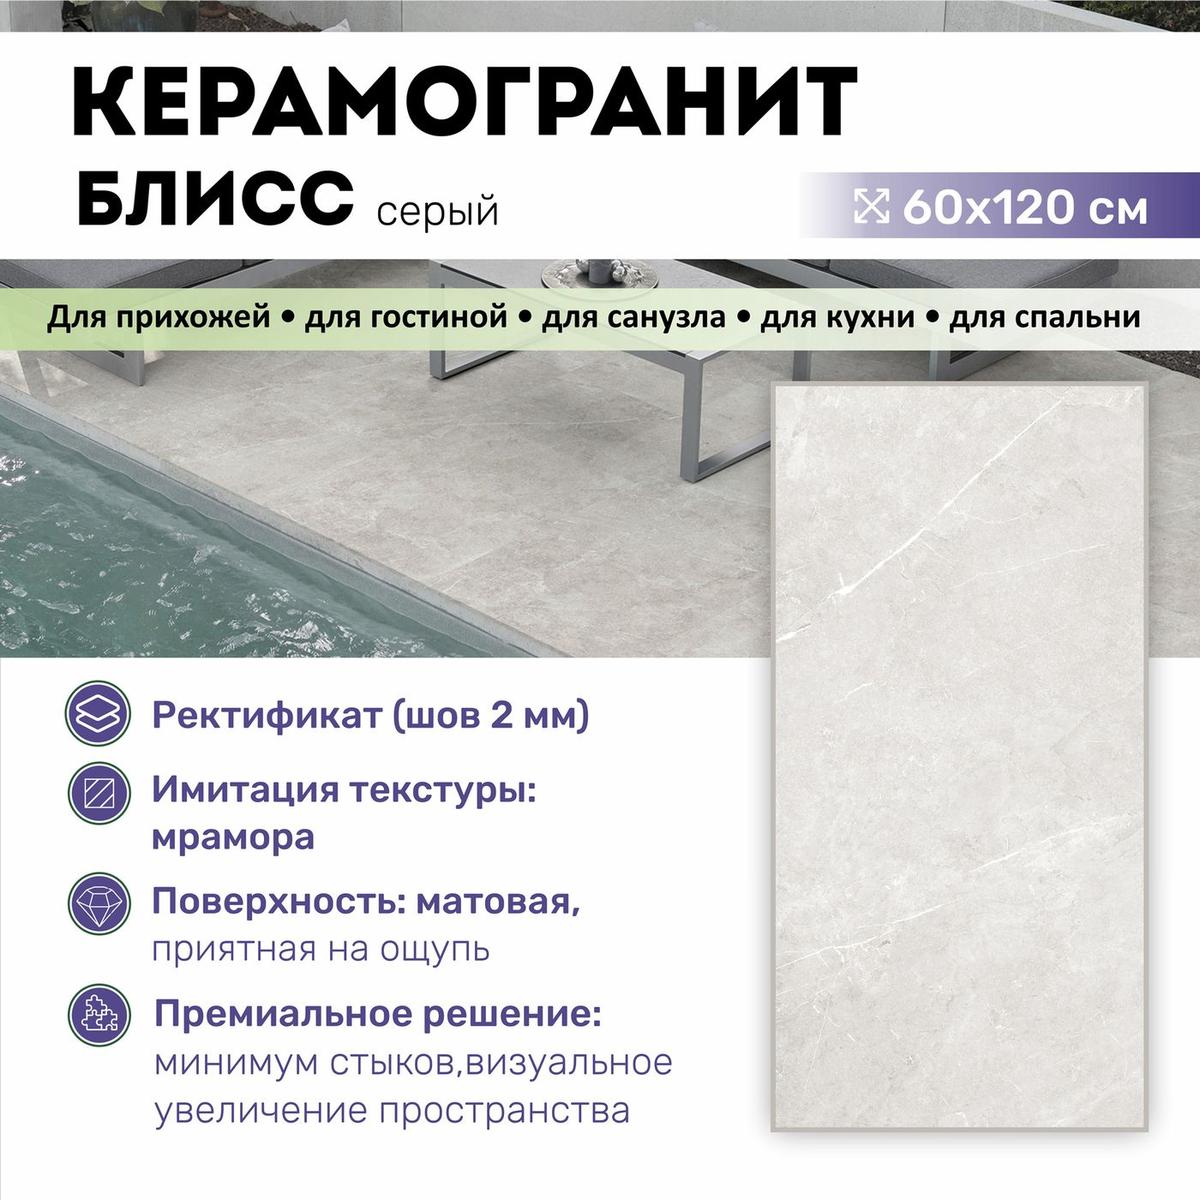 КЕРАМОГРАНИТ
БЛИСС серый
60x120 см
Для прихожей • для гостиной • для санузла • для кухни • для спальни
Ректификат (шов 2 мм)
Имитация текстуры:
мрамора
Поверхность: матовая,
приятная на ощупь
Премиальное решение:
минимум стыков,визуальное
увеличение пространства